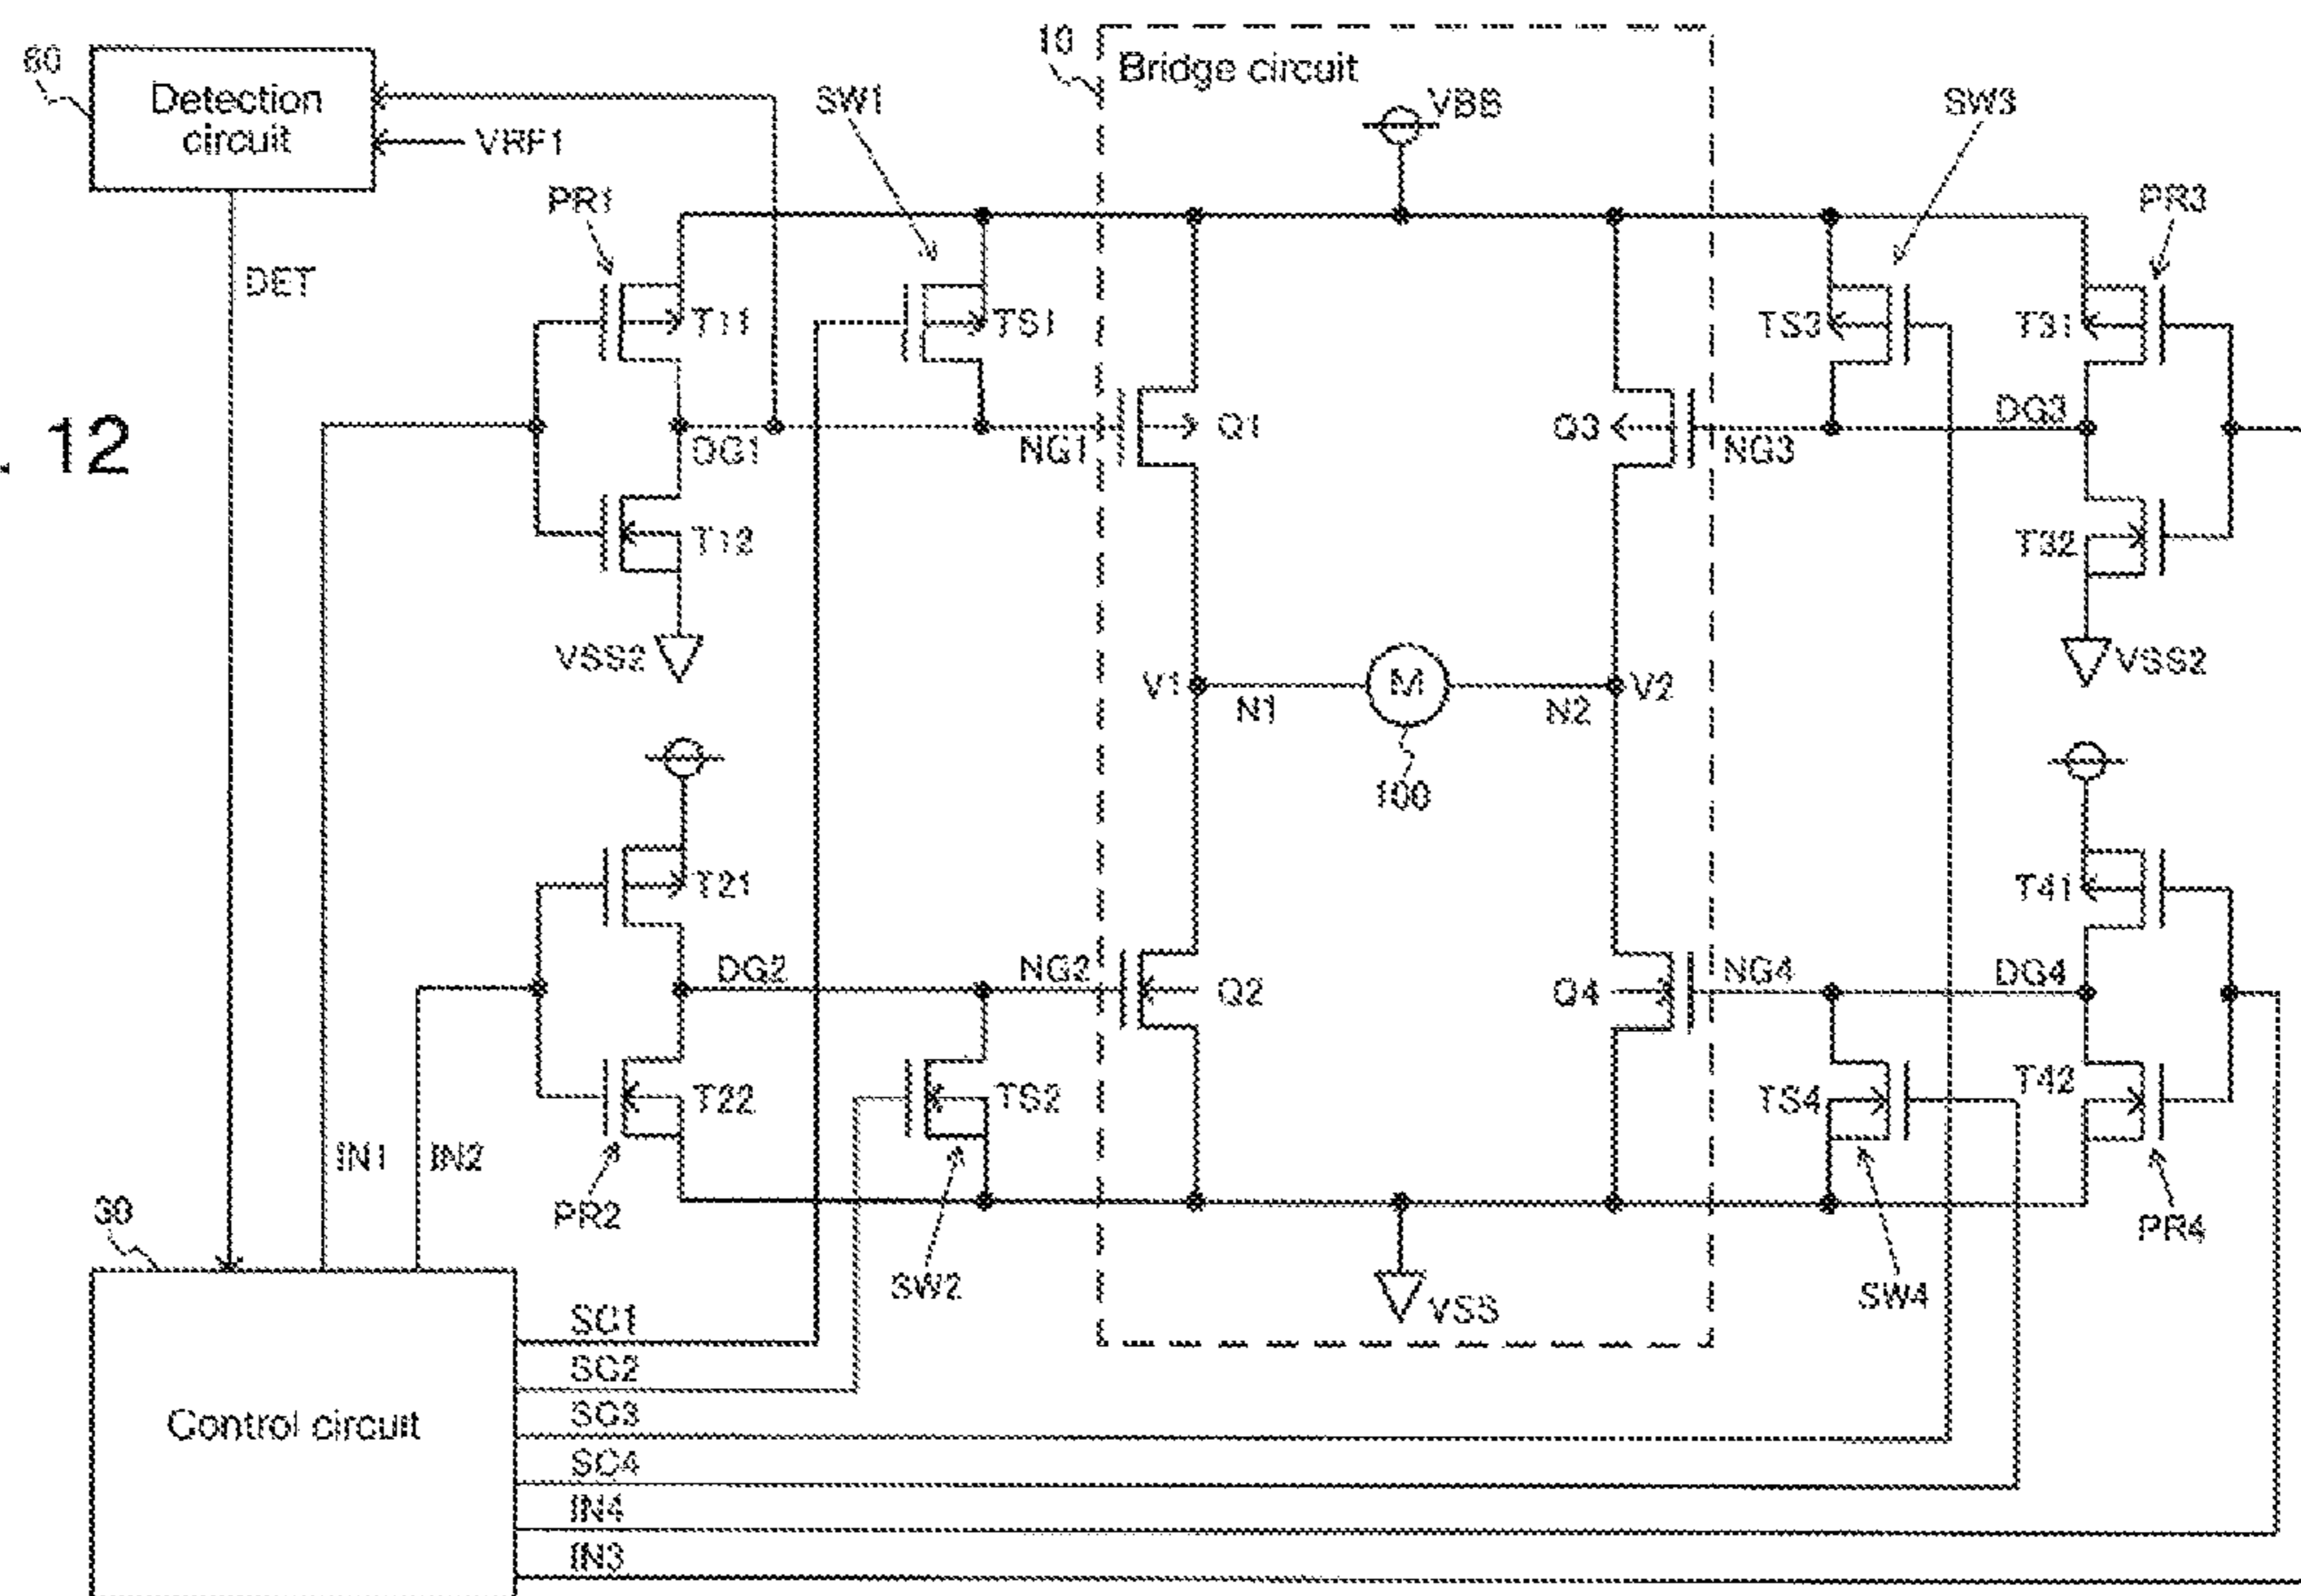 . 12
60
Detection
circuit
VRF1
DET
10
Bridge circuit
VBB
SW1
SW3
PR1
PR3
T11
TS1
TS3
T31
Q1
Q3
DG1
NG1
NG3
DG3
T12
T32
VSS2
VSS2
V1
N1
M
N2
V2
100
T21
T41
DG2
NG2
Q2
Q4
NG4
DG4
T22
TS2
TS4
T42
IN1
IN2
PR2
SW2
SW4
PR4
VSS
30
Control circuit
SC1
SC2
SC3
SC4
IN4
IN3